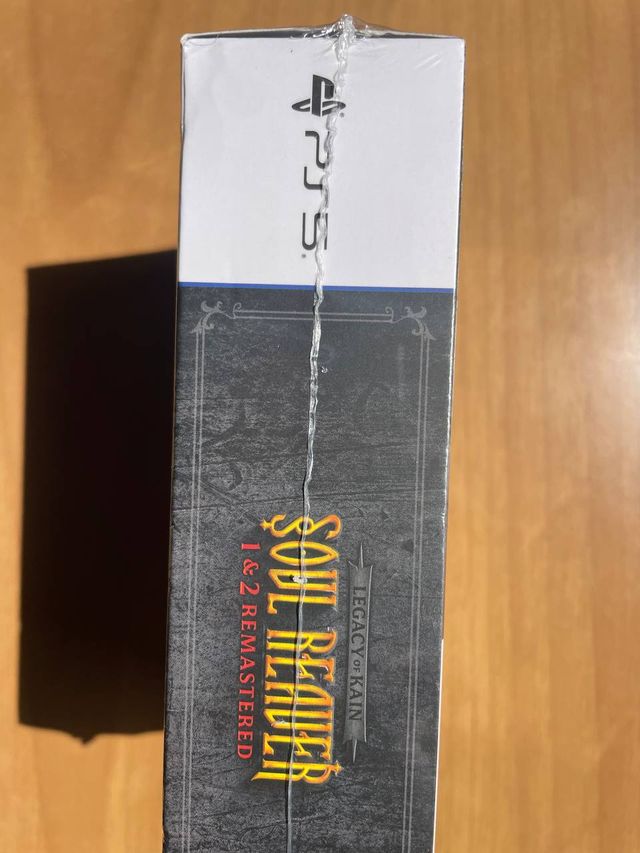 PS5
LEGACY OF KAIN
SOUL REAVER
1 & 2 REMASTERED